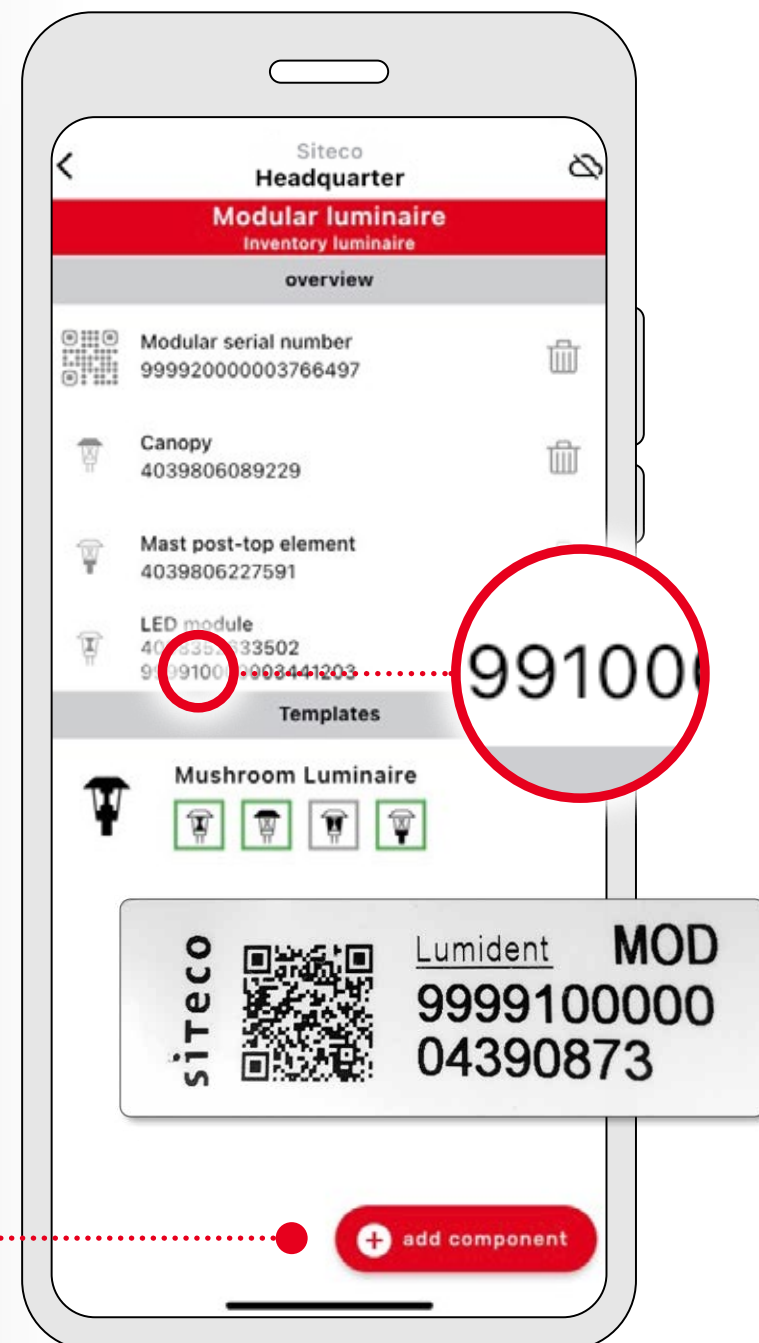 Siteco
Headquarter
Modular luminaire
Inventory luminaire
overview
Modular serial number
999920000003766497
Canopy
4039806089229
Mast post-top element
4039806227591
LED module
991000
Templates
Mushroom Luminaire
siteco
Lumident MOD
9999100000
04390873
add component